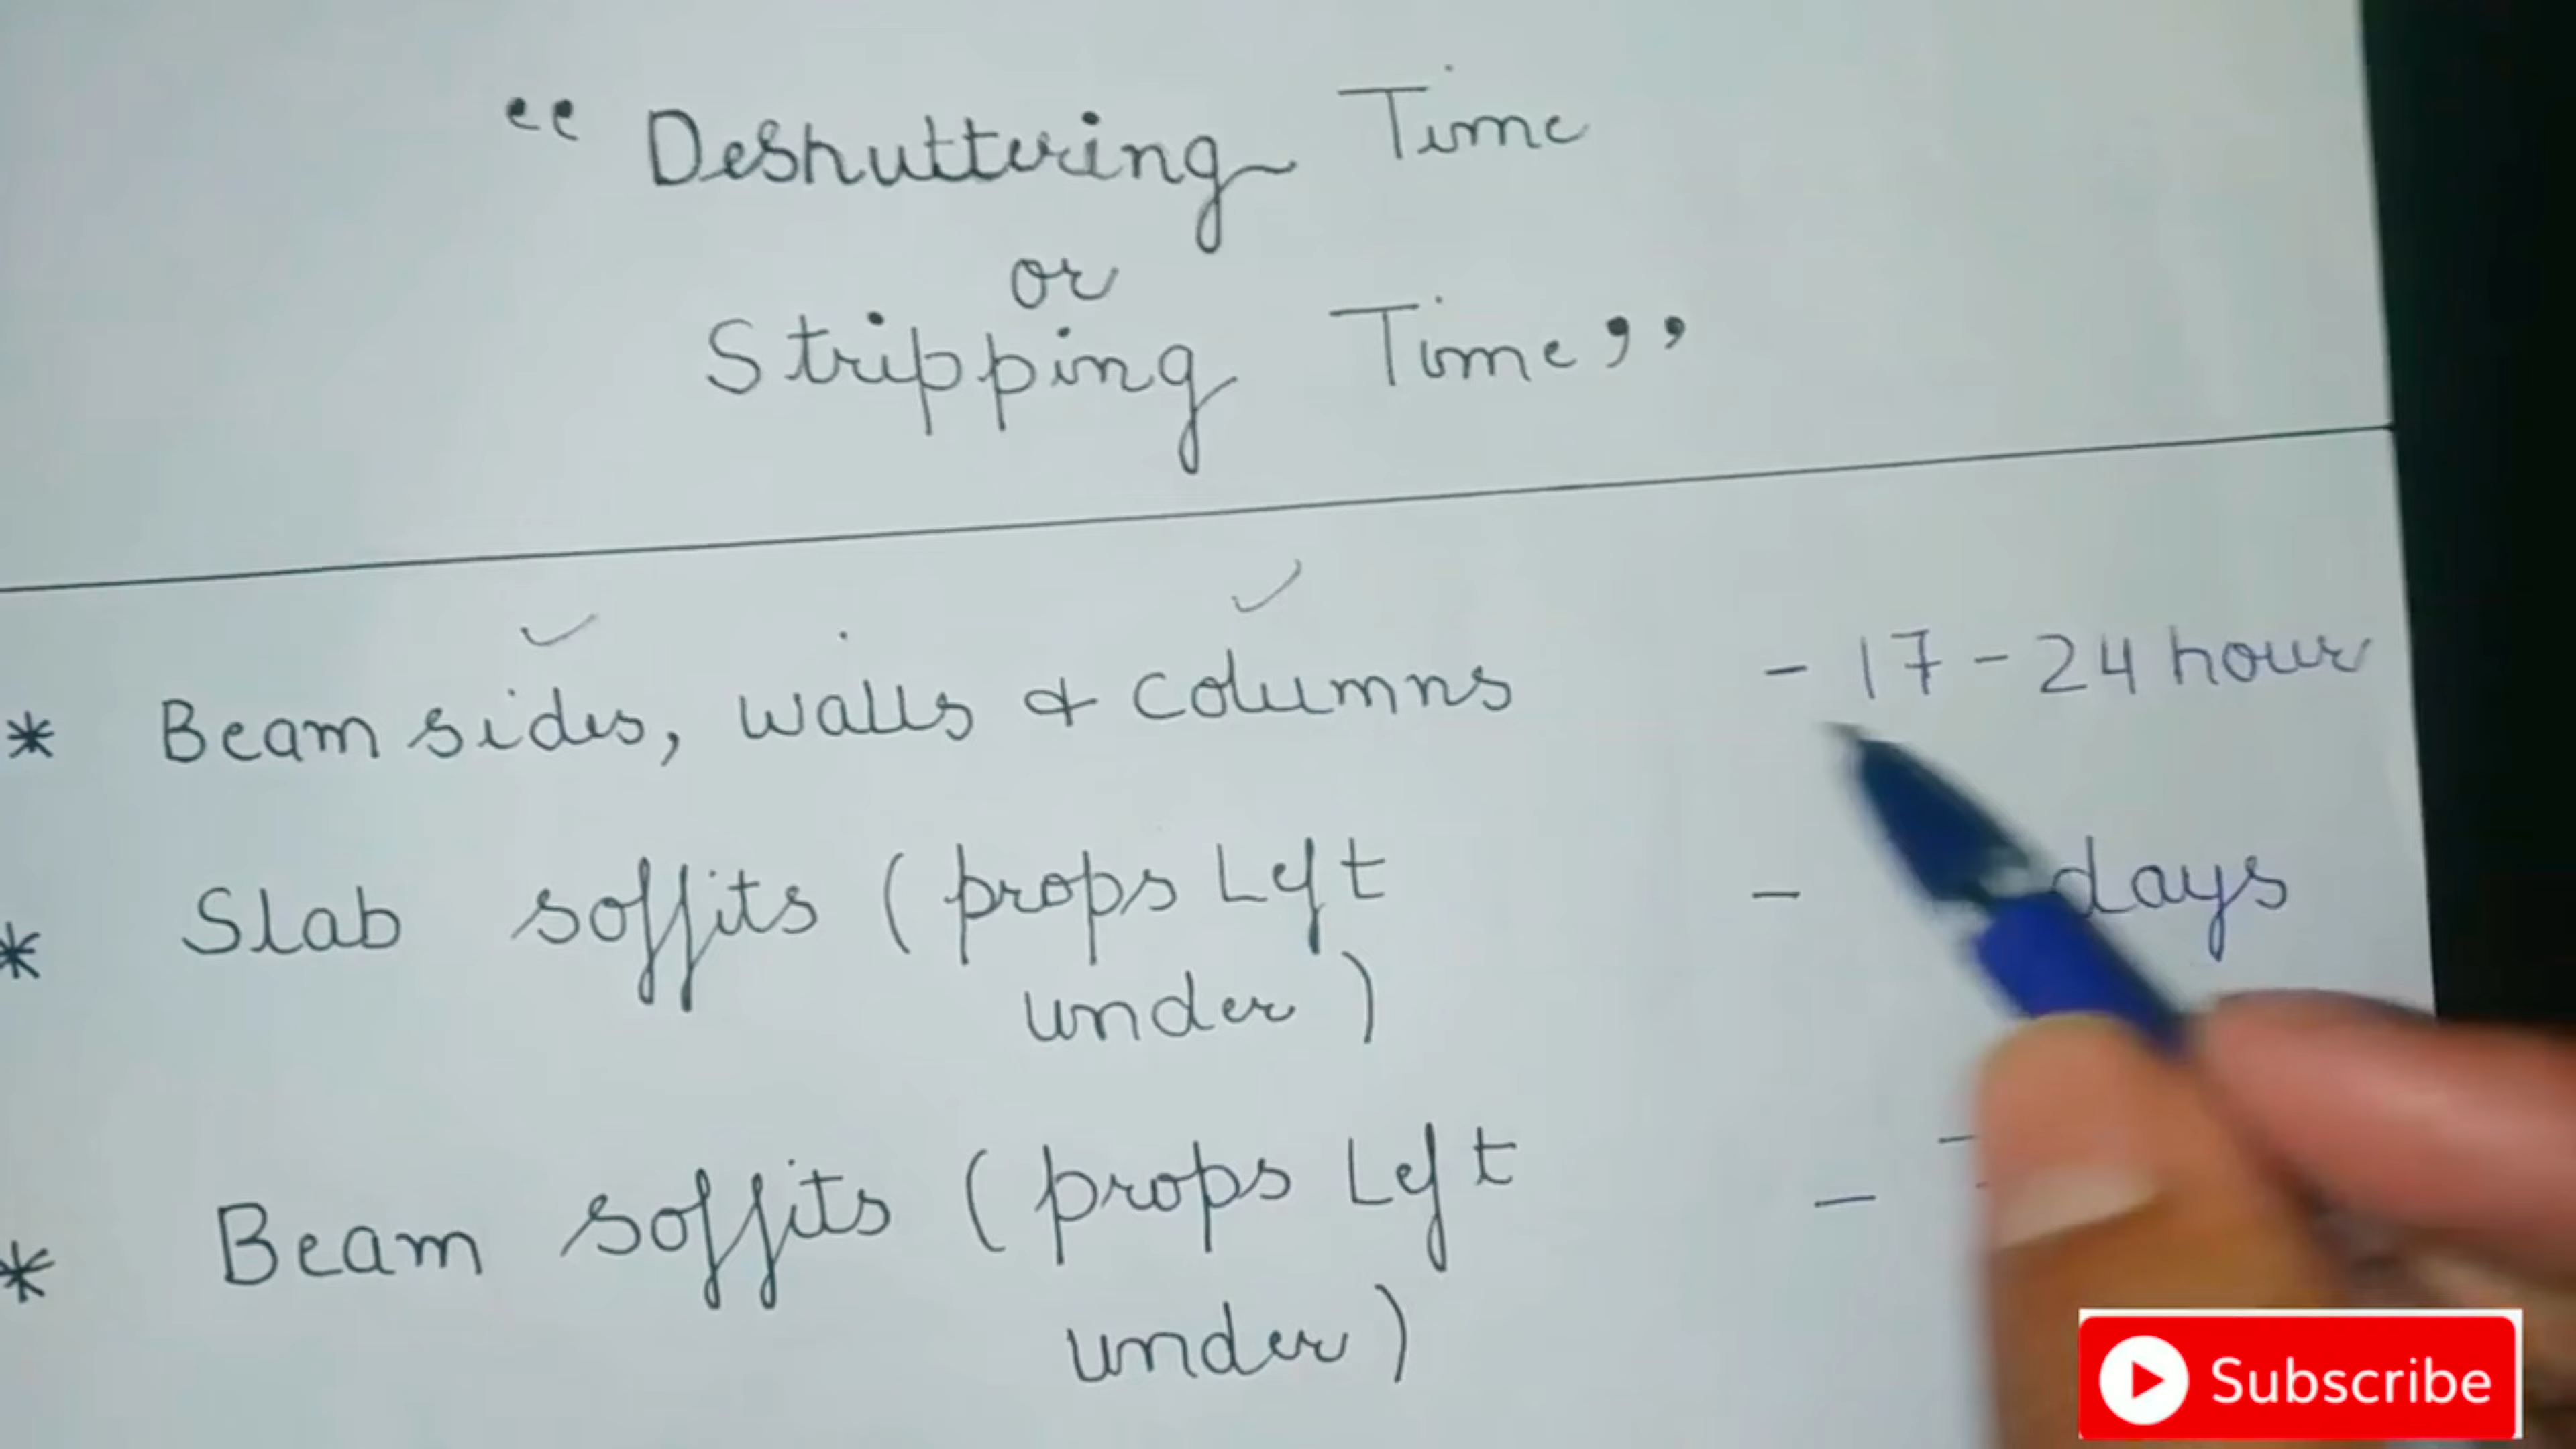 “ Deshuttering Time
or
Stripping Time ”
* Beam sides, walls & columns - 17-24 hour
* Slab soffits (props Left - days
under)
* Beam soffits (props Left -
under)
Subscribe